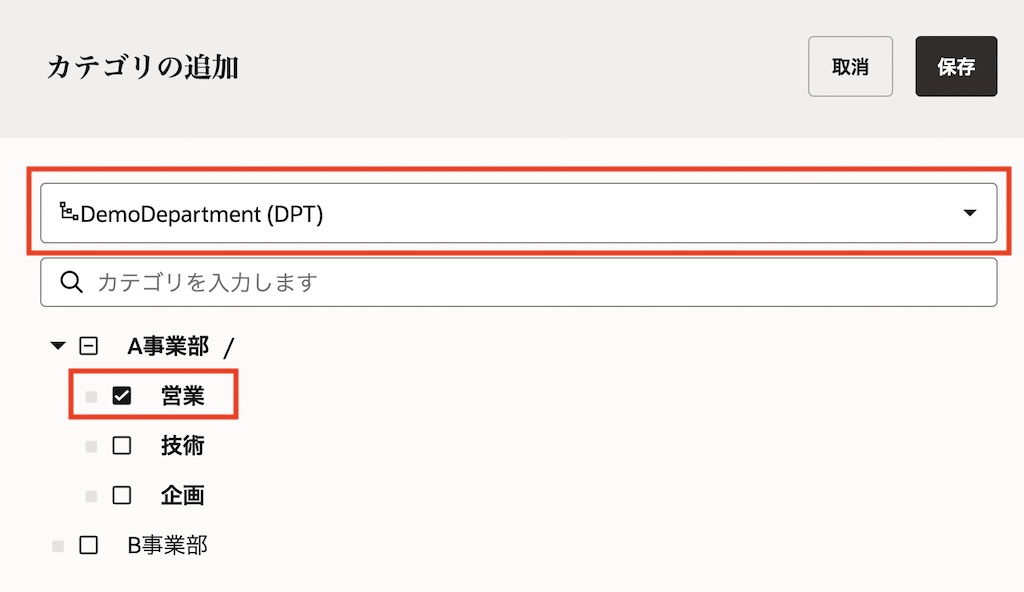 カテゴリの追加
取消
保存
DemoDepartment (DPT)
カテゴリを入力します
A事業部 /
営業
技術
企画
B事業部